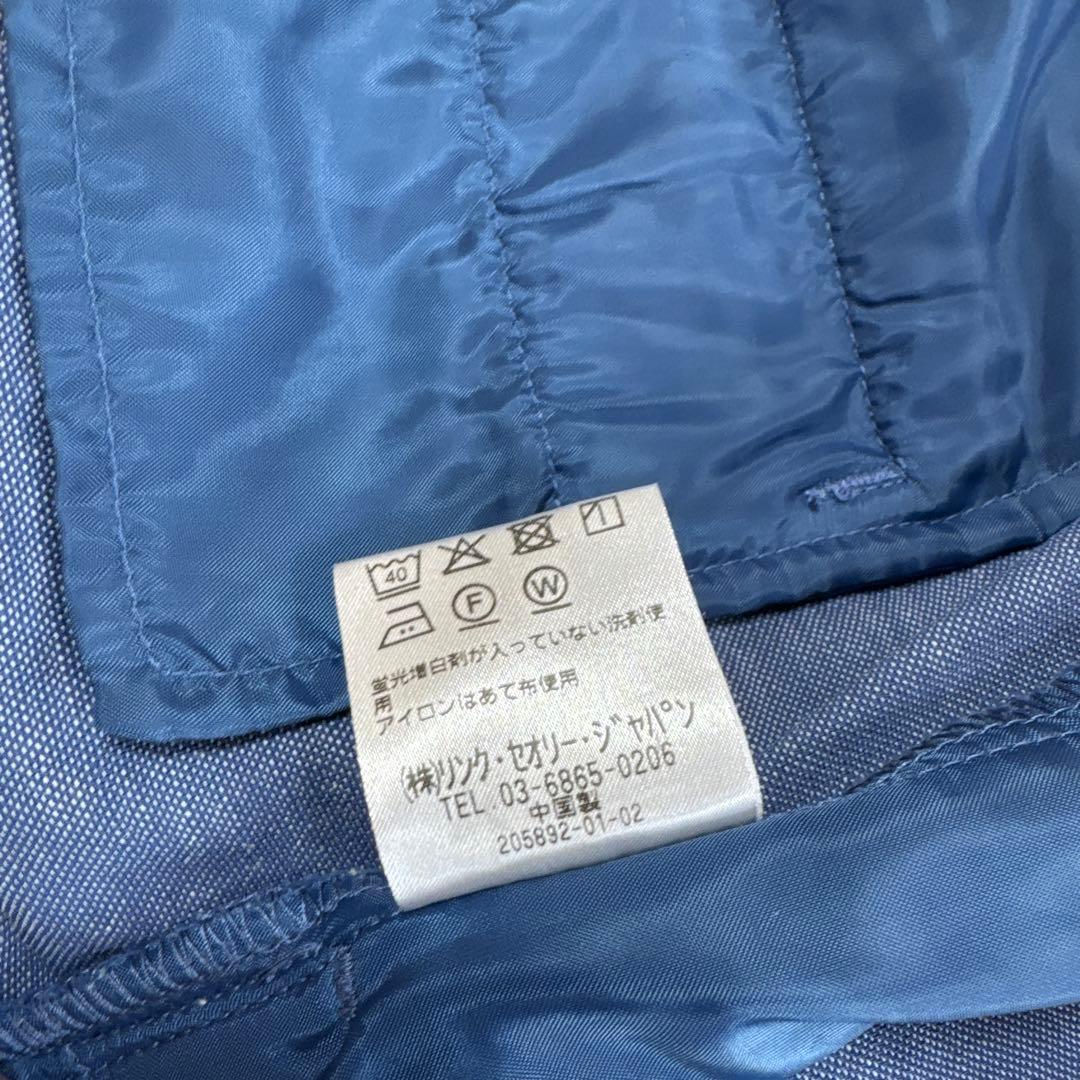 40
F W
蛍光増白剤が入っていない洗剤使
用
アイロンはあて布使用
(株)リンク・セオリー・ジャパン
TEL 03-6865-0206
中国製
205892-01-02